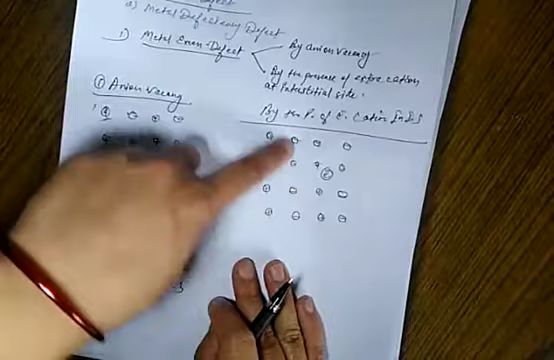 2) Metal Deficiency Defect
1) Metal Excess Defect
By anion vacancy
By the presence of extra cation
at Interstitial site.
① Anion Vacancy
By the P. of E. Cation In I.S